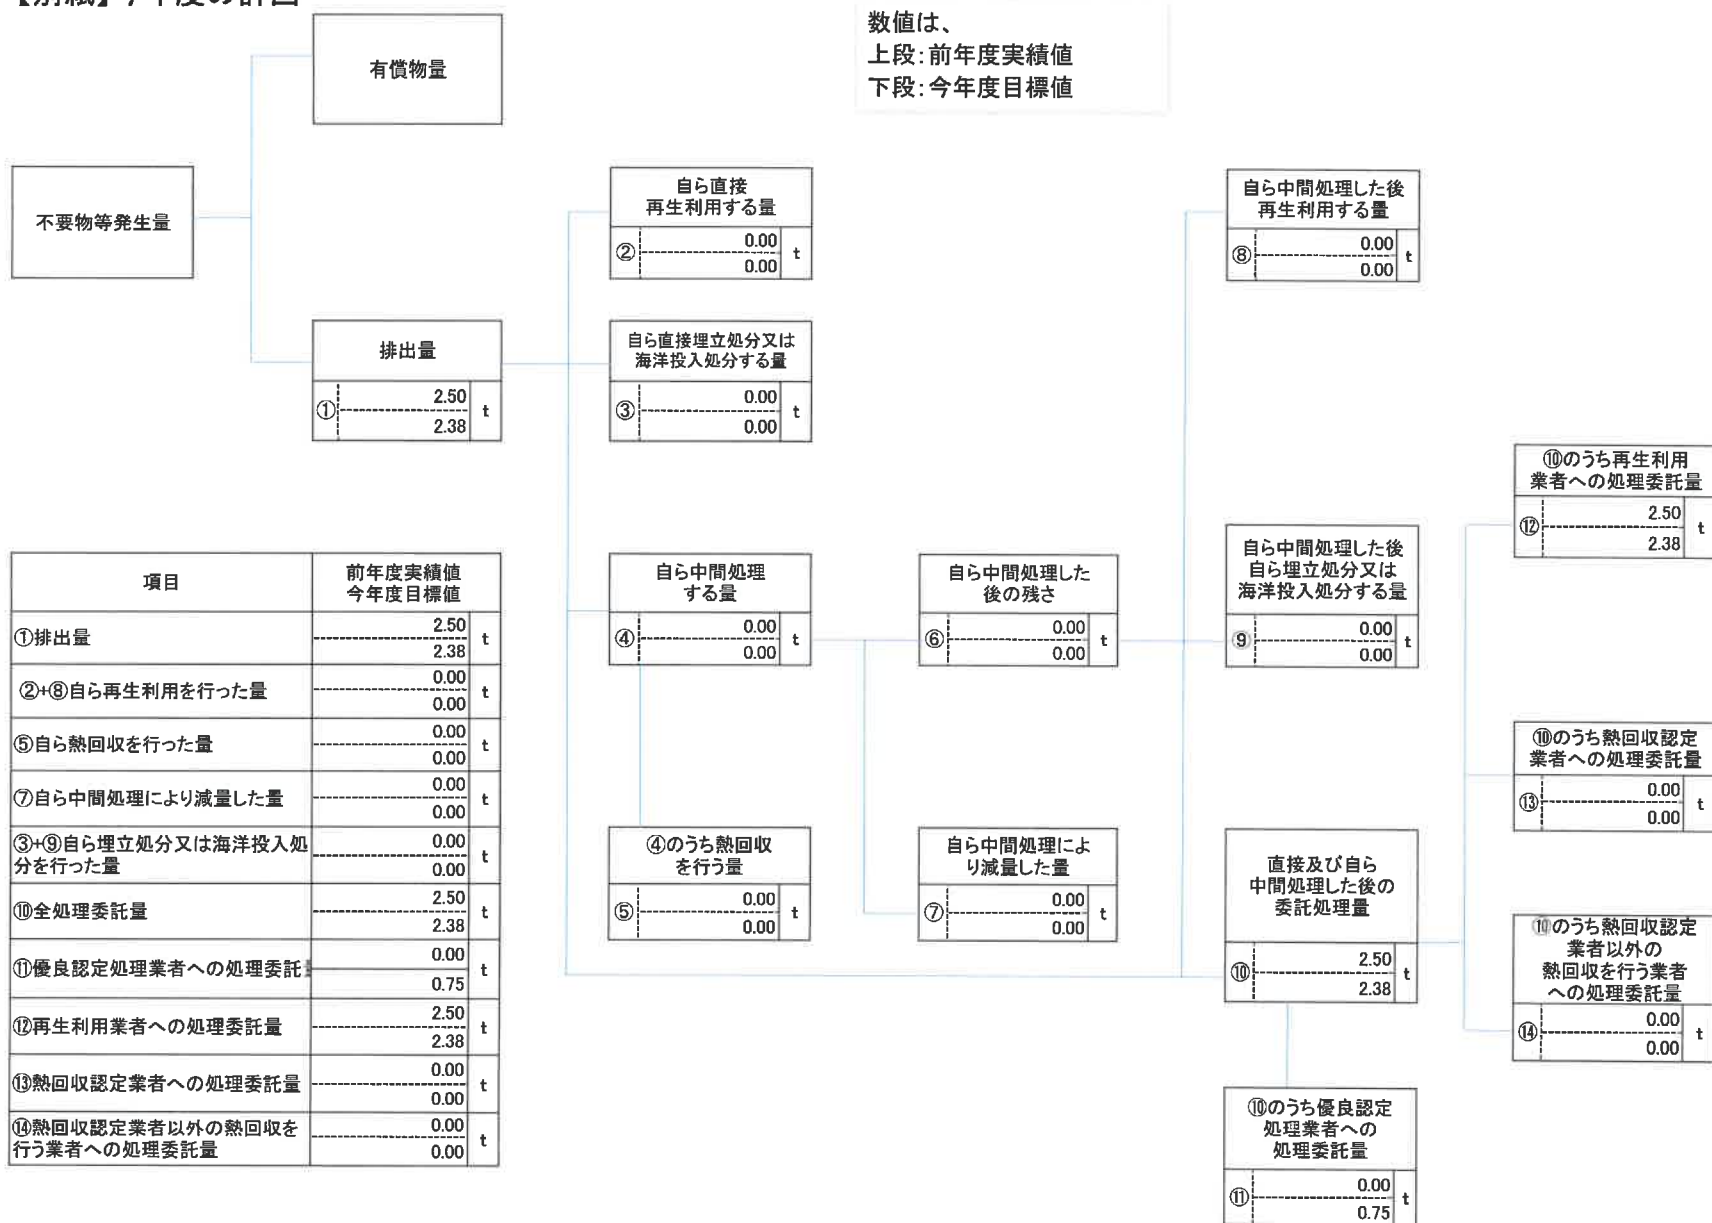 数値は、
上段:前年度実績値
下段:今年度目標値
有償物量
不要物等発生量
排出量
① 2.50 t
2.38
自ら直接
再生利用する量
② 0.00 t
0.00
自ら直接埋立処分又は
海洋投入処分する量
③ 0.00 t
0.00
自ら中間処理した後
再生利用する量
⑧ 0.00 t
0.00
自ら中間処理
する量
④ 0.00 t
0.00
自ら中間処理した
後の残さ
⑥ 0.00 t
0.00
自ら中間処理した後
自ら埋立処分又は
海洋投入処分する量
⑨ 0.00 t
0.00
⑩のうち再生利用
業者への処理委託量
⑫ 2.50 t
2.38
⑩のうち熱回収認定
業者への処理委託量
⑬ 0.00 t
0.00
④のうち熱回収
を行う量
⑤ 0.00 t
0.00
自ら中間処理によ
り減量した量
⑦ 0.00 t
0.00
直接及び自ら
中間処理した後の
委託処理量
⑩ 2.50 t
2.38
⑩のうち熱回収認定
業者以外の
熱回収を行う業者
への処理委託量
⑭ 0.00 t
0.00
⑩のうち優良認定
処理業者への
処理委託量
⑪ 0.00 t
0.75
項目
前年度実績値
今年度目標値
①排出量 2.50 t
2.38
②+⑧自ら再生利用を行った量 0.00 t
0.00
⑤自ら熱回収を行った量 0.00 t
0.00
⑦自ら中間処理により減量した量 0.00 t
0.00
③+⑨自ら埋立処分又は海洋投入処
分を行った量 0.00 t
0.00
⑩全処理委託量 2.50 t
2.38
⑪優良認定処理業者への処理委託 0.00 t
0.75
⑫再生利用業者への処理委託量 2.50 t
2.38
⑬熱回収認定業者への処理委託量 0.00 t
0.00
⑭熱回収認定業者以外の熱回収を
行う業者への処理委託量 0.00 t
0.00